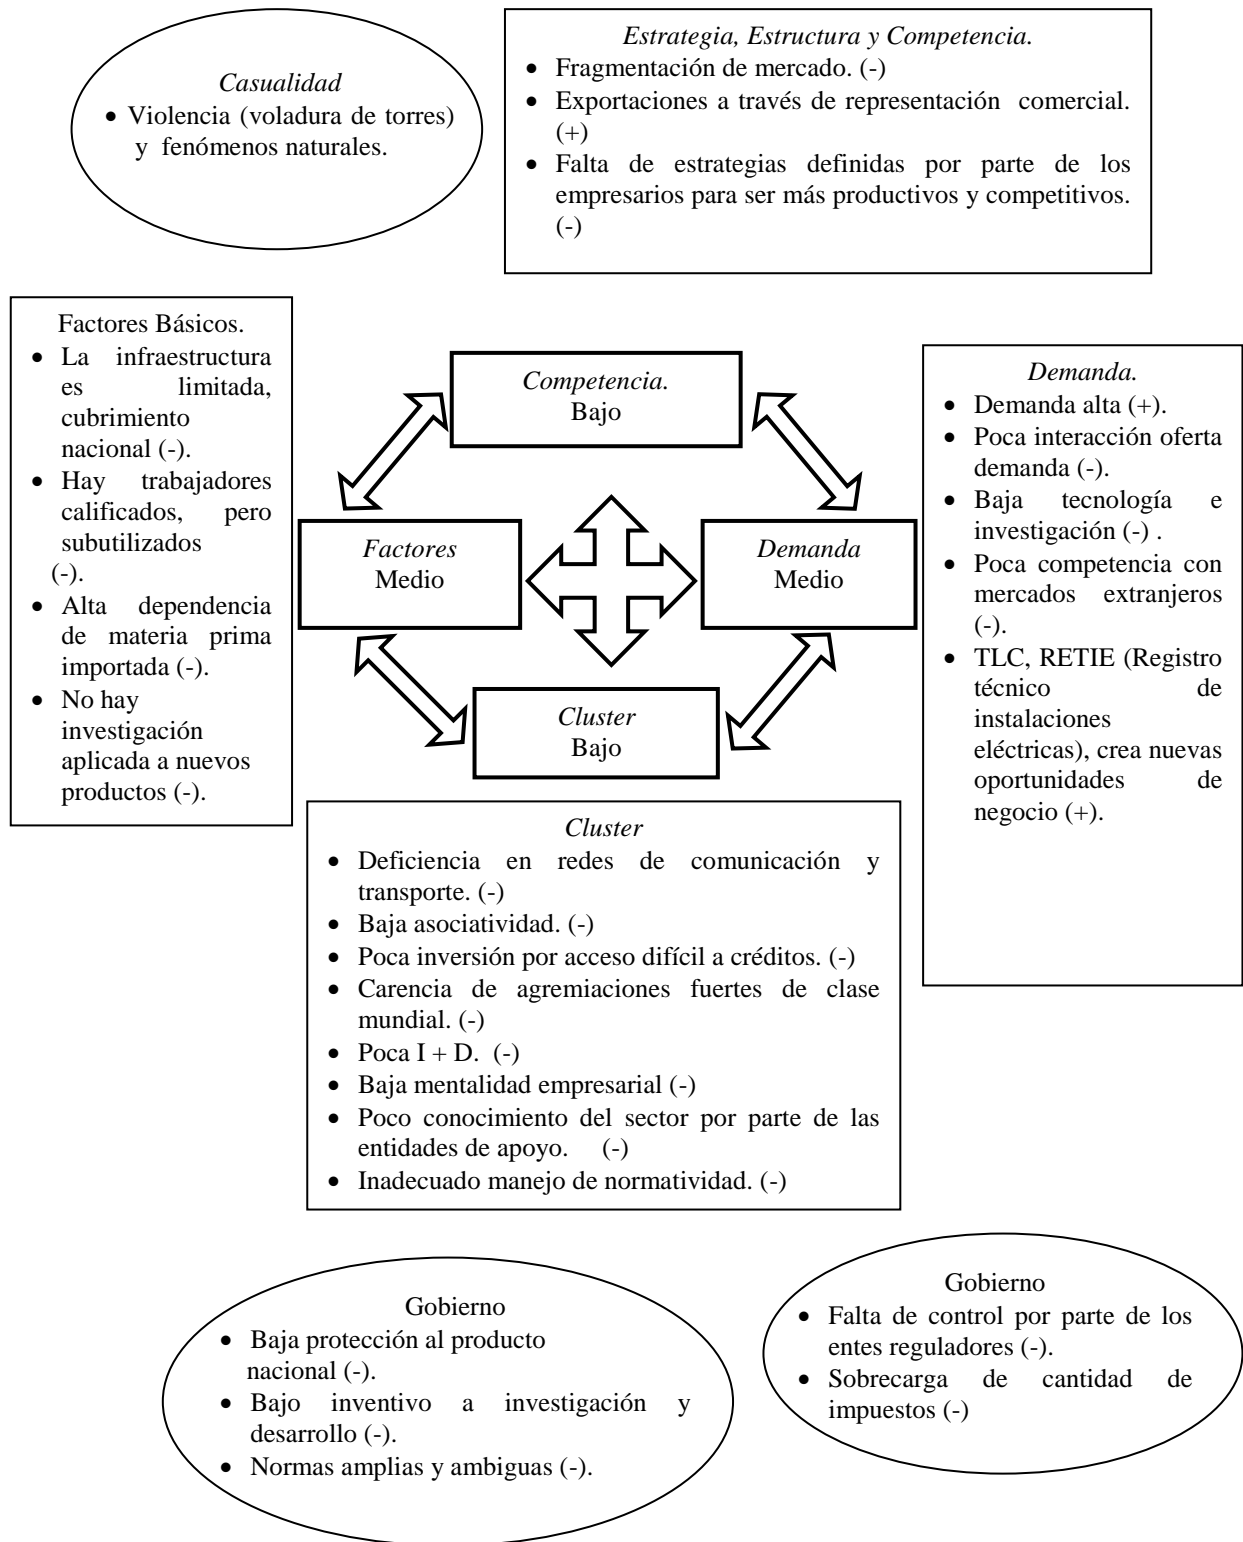 Casualidad
• Violencia (voladura de torres)
y fenómenos naturales.
Estrategia, Estructura y Competencia.
• Fragmentación de mercado. (-)
• Exportaciones a través de representación comercial.
(+)
• Falta de estrategias definidas por parte de los
empresarios para ser más productivos y competitivos.
(-)
Factores Básicos.
• La infraestructura
es limitada,
cubrimiento
nacional (-).
• Hay trabajadores
calificados, pero
subutilizados
(-).
• Alta dependencia
de materia prima
importada (-).
• No hay
investigación
aplicada a nuevos
productos (-).
Competencia.
Bajo
Factores
Medio
Demanda
Medio
Cluster
Bajo
Demanda.
• Demanda alta (+).
• Poca interacción oferta
demanda (-).
• Baja tecnología e
investigación (-) .
• Poca competencia con
mercados extranjeros
(-).
• TLC, RETIE (Registro
técnico de
instalaciones
eléctricas), crea nuevas
oportunidades de
negocio (+).
Cluster
• Deficiencia en redes de comunicación y
transporte. (-)
• Baja asociatividad. (-)
• Poca inversión por acceso difícil a créditos. (-)
• Carencia de agremiaciones fuertes de clase
mundial. (-)
• Poca I + D. (-)
• Baja mentalidad empresarial (-)
• Poco conocimiento del sector por parte de las
entidades de apoyo. (-)
• Inadecuado manejo de normatividad. (-)
Gobierno
• Baja protección al producto
nacional (-).
• Bajo inventivo a investigación y
desarrollo (-).
• Normas amplias y ambiguas (-).
Gobierno
• Falta de control por parte de los
entes reguladores (-).
• Sobrecarga de cantidad de
impuestos (-)